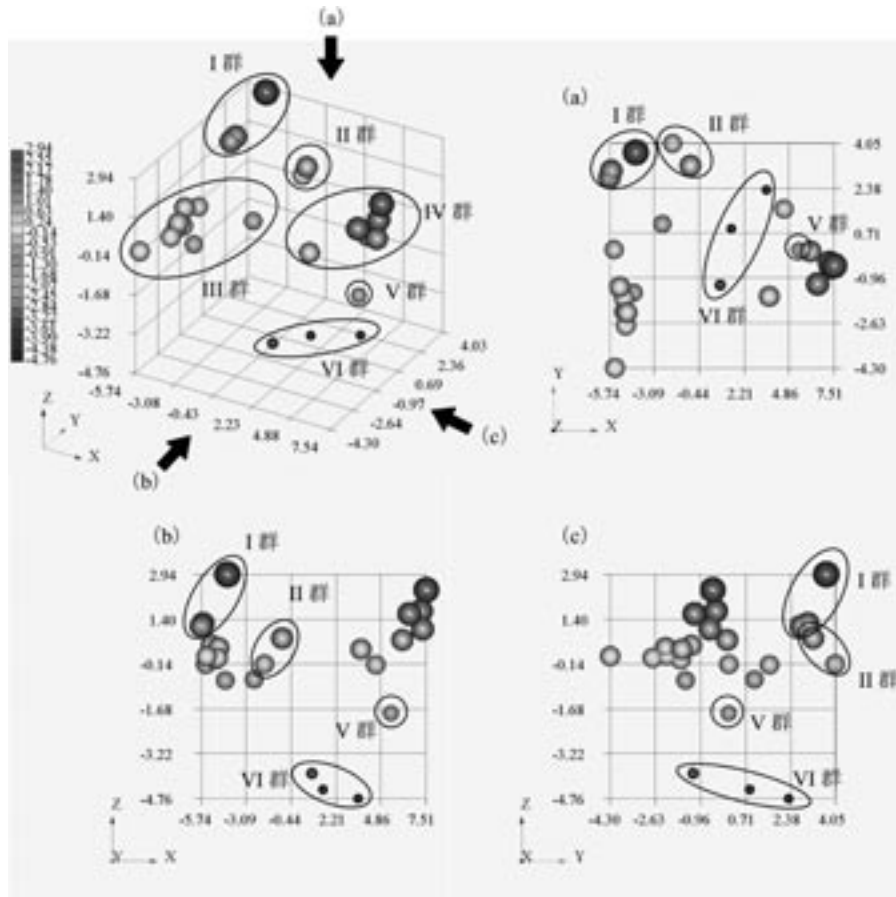 (a)
I 群
II 群
IV 群
III 群
V 群
VI 群
2.94
1.40
-0.14
-1.68
-3.22
-4.76
-5.74
-3.08
-0.43
2.23
4.88
7.54
-4.30
-2.64
-0.97
0.69
2.36
4.03
Z
Y
X
(b)
(c)
(a)
I 群
II 群
V 群
VI 群
4.05
2.38
0.71
-0.96
-2.63
-4.30
-5.74 -3.09 -0.44 2.21 4.86 7.51
Y
Z X
(b)
I 群
II 群
V 群
VI 群
2.94
1.40
-0.14
-1.68
-3.22
-4.76
-5.74 -3.09 -0.44 2.21 4.86 7.51
Z
X
(c)
I 群
II 群
V 群
VI 群
2.94
1.40
-0.14
-1.68
-3.22
-4.76
-4.30 -2.63 -0.96 0.71 2.38 4.05
Z
Y